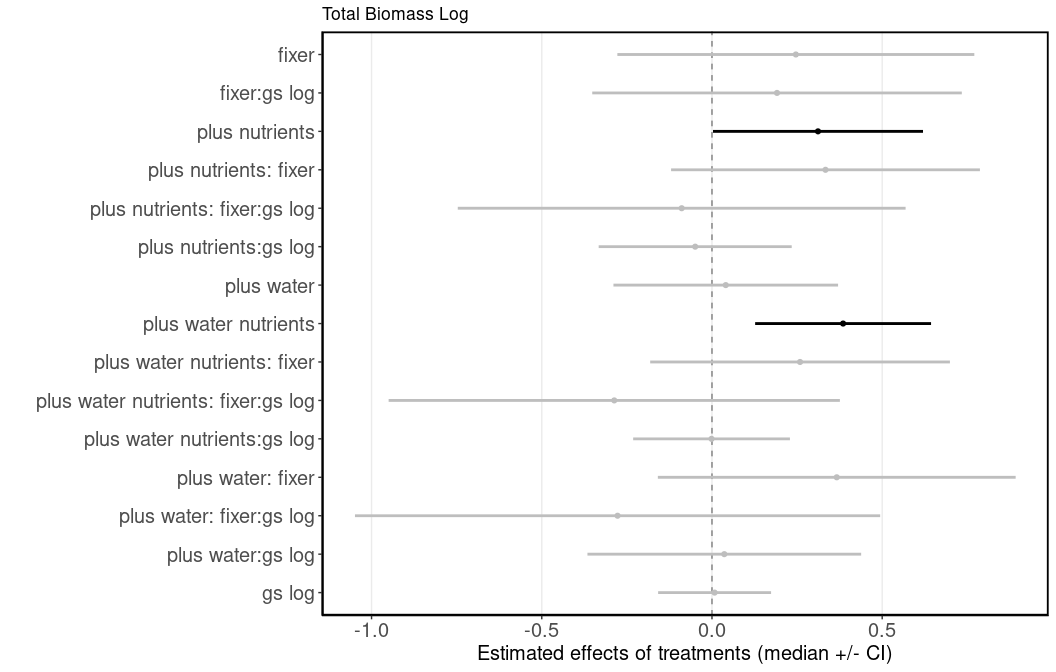 Total Biomass Log
fixer
fixer:gs log
plus nutrients
plus nutrients: fixer
plus nutrients: fixer:gs log
plus nutrients:gs log
plus water
plus water nutrients
plus water nutrients: fixer
plus water nutrients: fixer:gs log
plus water nutrients:gs log
plus water: fixer
plus water: fixer:gs log
plus water:gs log
gs log
-1.0 -0.5 0.0 0.5
Estimated effects of treatments (median +/- CI)